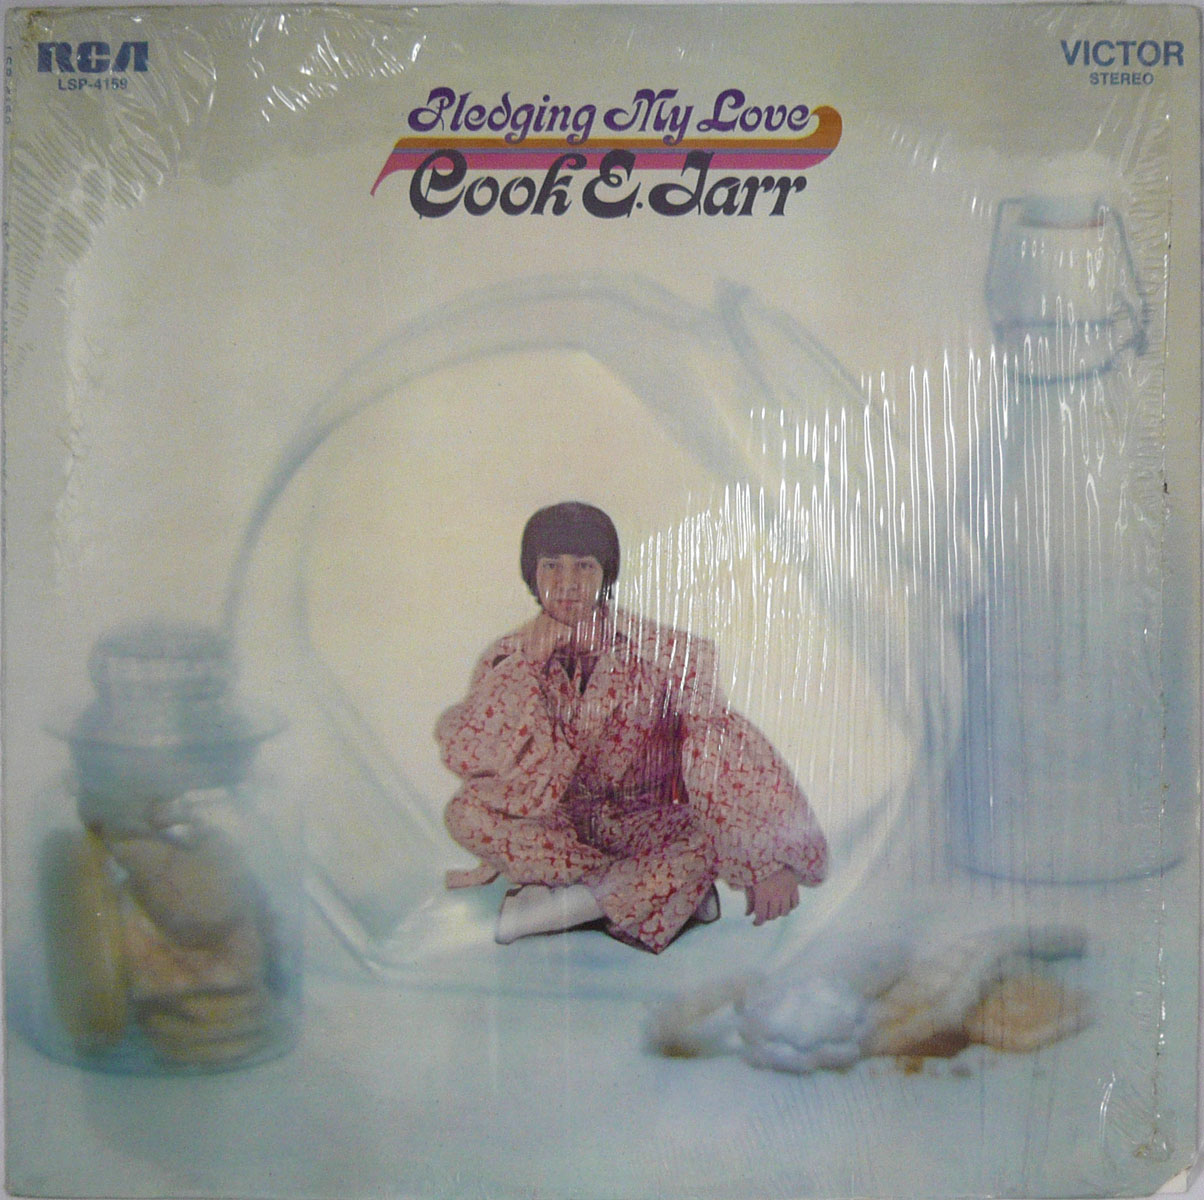 RCA
LSP-4159
VICTOR
STEREO
Pledging My Love
Cook E. Jarr